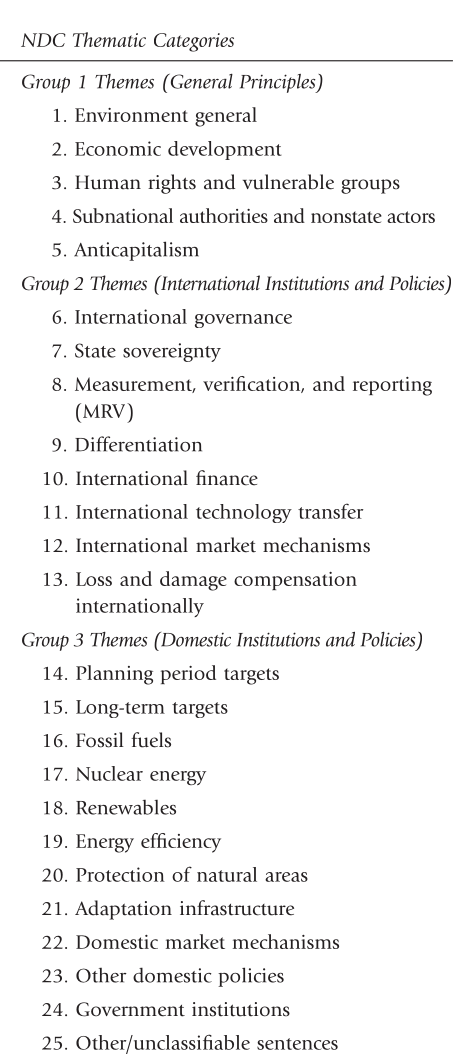 NDC Thematic Categories
Group 1 Themes (General Principles)
1. Environment general
2. Economic development
3. Human rights and vulnerable groups
4. Subnational authorities and nonstate actors
5. Anticapitalism
Group 2 Themes (International Institutions and Policies)
6. International governance
7. State sovereignty
8. Measurement, verification, and reporting
(MRV)
9. Differentiation
10. International finance
11. International technology transfer
12. International market mechanisms
13. Loss and damage compensation
internationally
Group 3 Themes (Domestic Institutions and Policies)
14. Planning period targets
15. Long-term targets
16. Fossil fuels
17. Nuclear energy
18. Renewables
19. Energy efficiency
20. Protection of natural areas
21. Adaptation infrastructure
22. Domestic market mechanisms
23. Other domestic policies
24. Government institutions
25. Other/unclassifiable sentences